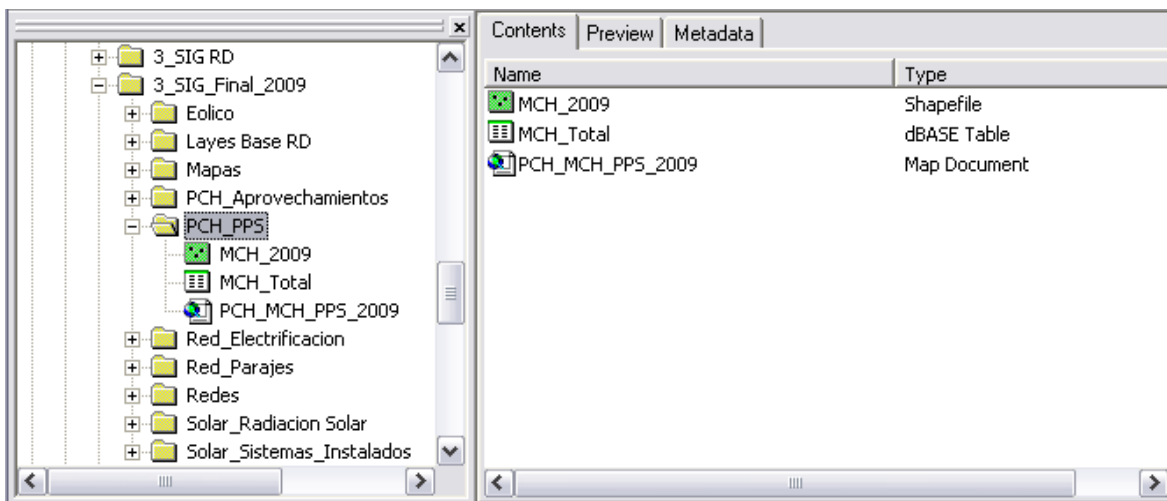 3_SIG RD
3_SIG_Final_2009
Eolico
Layes Base RD
Mapas
PCH_Aprovechamientos
PCH_PPS
MCH_2009
MCH_Total
PCH_MCH_PPS_2009
Red_Electrificacion
Red_Parajes
Redes
Solar_Radiacion Solar
Solar_Sistemas_Instalados
Contents Preview Metadata
Name Type
MCH_2009 Shapefile
MCH_Total dBASE Table
PCH_MCH_PPS_2009 Map Document